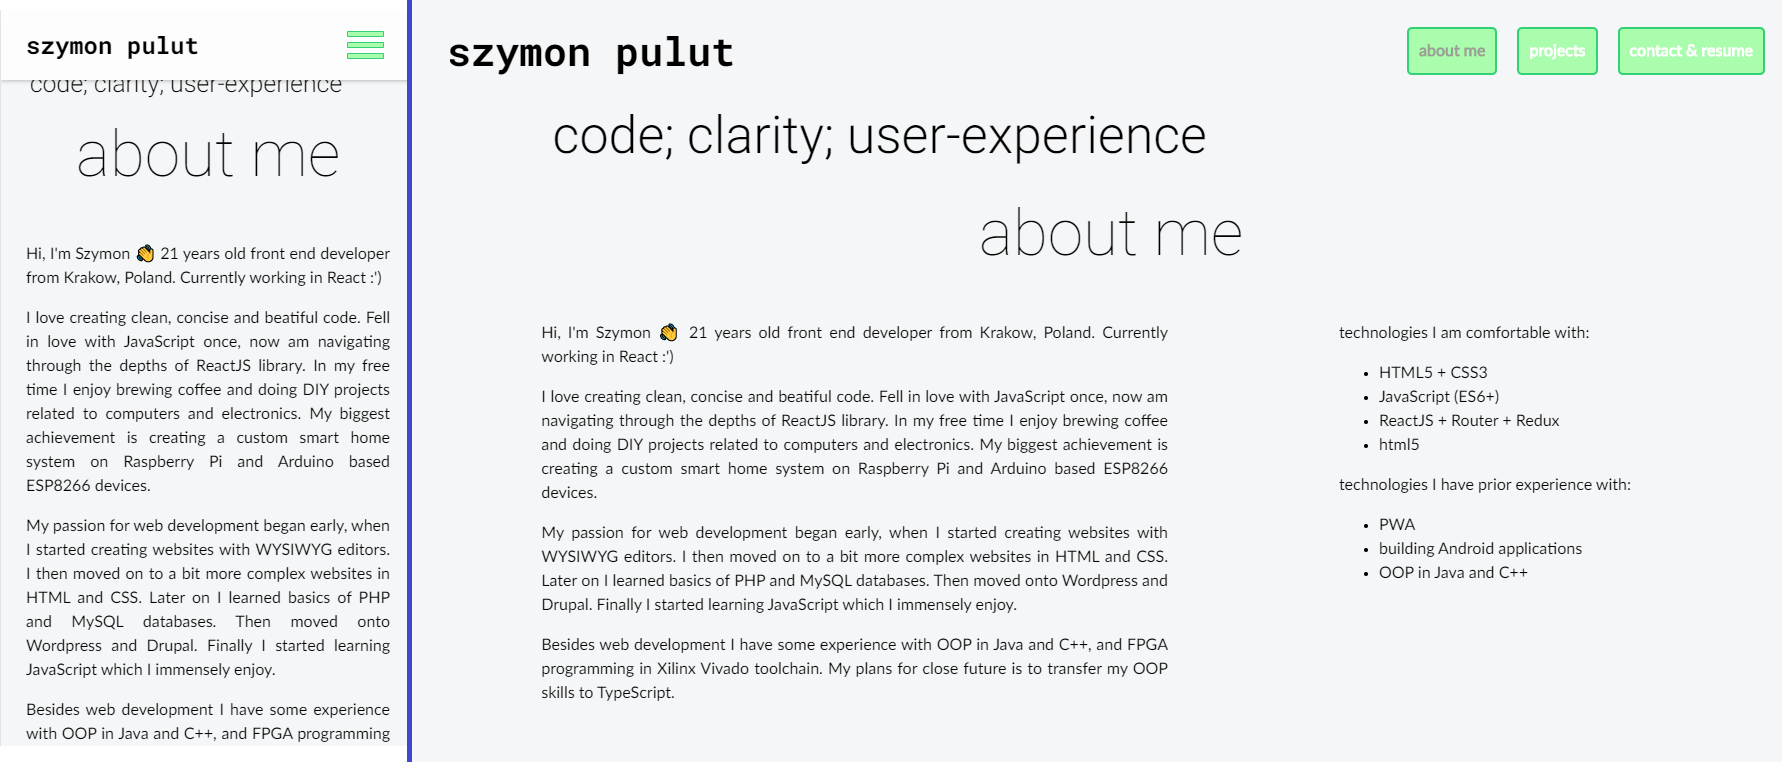 szymon pulut
code; clarity; user-experience
about me
Hi, I'm Szymon 👏 21 years old front end developer
from Krakow, Poland. Currently working in React :')
I love creating clean, concise and beatiful code. Fell
in love with JavaScript once, now am navigating
through the depths of ReactJS library. In my free
time I enjoy brewing coffee and doing DIY projects
related to computers and electronics. My biggest
achievement is creating a custom smart home
system on Raspberry Pi and Arduino based
ESP8266 devices.
My passion for web development began early, when
I started creating websites with WYSIWYG editors.
I then moved on to a bit more complex websites in
HTML and CSS. Later on I learned basics of PHP
and MySQL databases. Then moved onto
Wordpress and Drupal. Finally I started learning
JavaScript which I immensely enjoy.
Besides web development I have some experience
with OOP in Java and C++, and FPGA programming
szymon pulut
about me
projects
contact & resume
code; clarity; user-experience
about me
Hi, I'm Szymon 👏 21 years old front end developer from Krakow, Poland. Currently
working in React :')
I love creating clean, concise and beatiful code. Fell in love with JavaScript once, now am
navigating through the depths of ReactJS library. In my free time I enjoy brewing coffee
and doing DIY projects related to computers and electronics. My biggest achievement is
creating a custom smart home system on Raspberry Pi and Arduino based ESP8266
devices.
My passion for web development began early, when I started creating websites with
WYSIWYG editors. I then moved on to a bit more complex websites in HTML and CSS.
Later on I learned basics of PHP and MySQL databases. Then moved onto Wordpress and
Drupal. Finally I started learning JavaScript which I immensely enjoy.
Besides web development I have some experience with OOP in Java and C++, and FPGA
programming in Xilinx Vivado toolchain. My plans for close future is to transfer my OOP
skills to TypeScript.
technologies I am comfortable with:
• HTML5 + CSS3
• JavaScript (ES6+)
• ReactJS + Router + Redux
• html5
technologies I have prior experience with:
• PWA
• building Android applications
• OOP in Java and C++